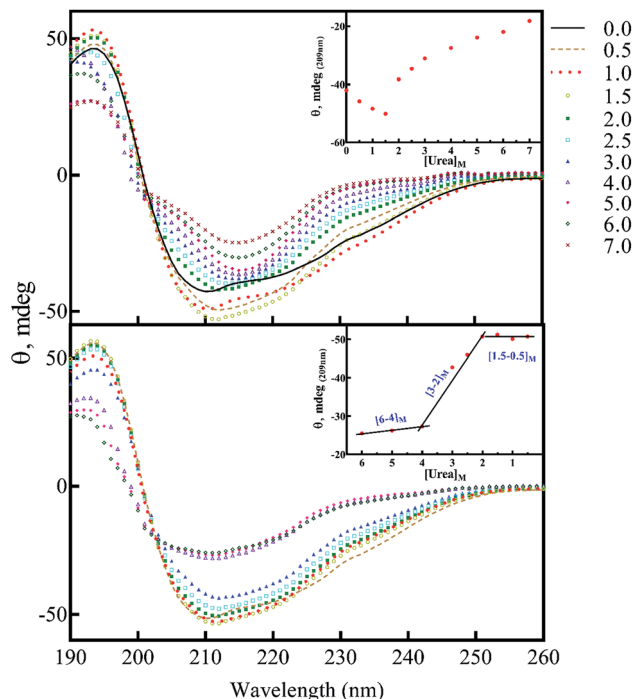 50
0
-50
θ, mdeg
-20
-40
-60
θ, mdeg (209nm)
0 1 2 3 4 5 6 7
[Urea]M
0.0
0.5
1.0
1.5
2.0
2.5
3.0
4.0
5.0
6.0
7.0
50
0
-50
-50
-40
-30
-20
θ, mdeg (209nm)
[6-4]M
[3-2]M
[1.5-0.5]M
6 5 4 3 2 1
[Urea]M
190 200 210 220 230 240 250 260
Wavelength (nm)